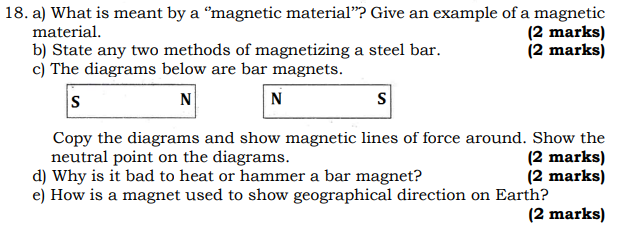 18. a) What is meant by a “magnetic material”? Give an example of a magnetic
material. (2 marks)
b) State any two methods of magnetizing a steel bar. (2 marks)
c) The diagrams below are bar magnets.
S N N S
Copy the diagrams and show magnetic lines of force around. Show the
neutral point on the diagrams. (2 marks)
d) Why is it bad to heat or hammer a bar magnet? (2 marks)
e) How is a magnet used to show geographical direction on Earth?
(2 marks)